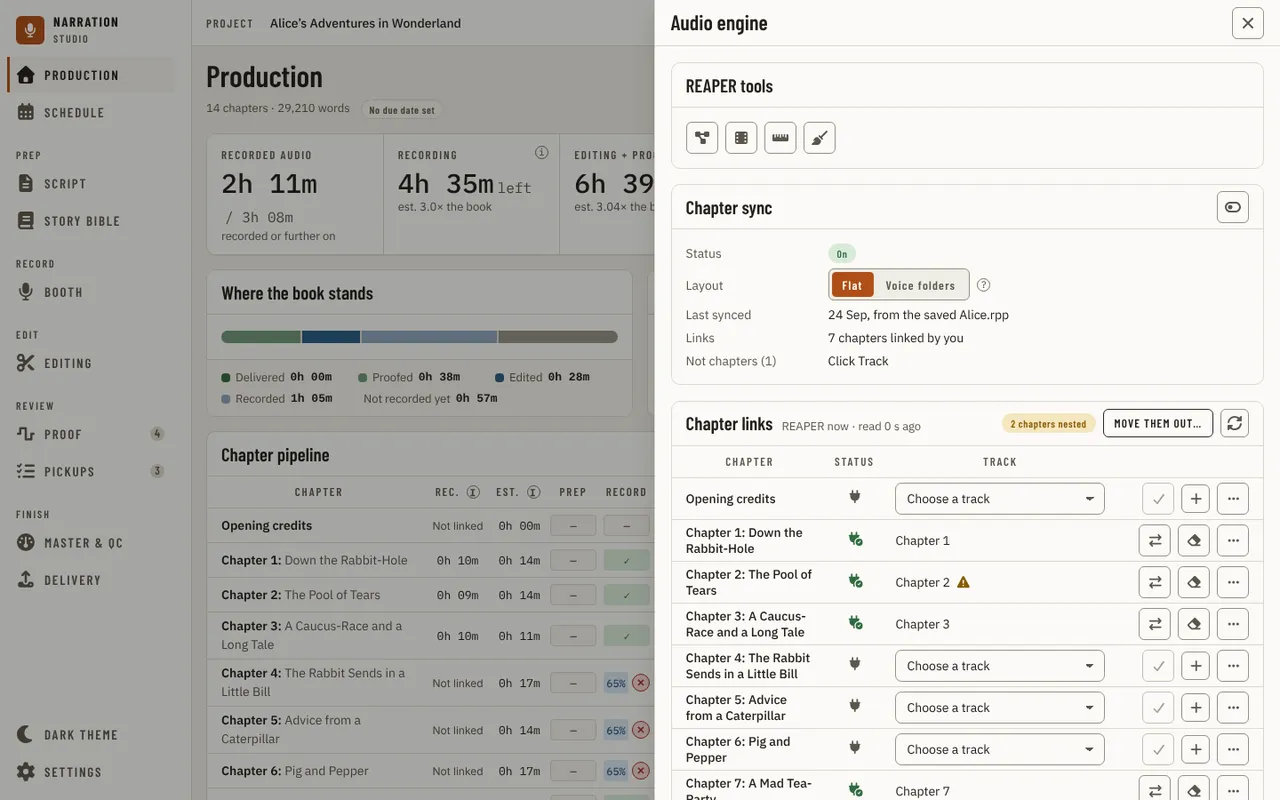 NARRATION
STUDIO
PRODUCTION
SCHEDULE
PREP
SCRIPT
STORY BIBLE
RECORD
BOOTH
EDIT
EDITING
REVIEW
PROOF 4
PICKUPS 3
FINISH
MASTER & QC
DELIVERY
DARK THEME
SETTINGS
PROJECT Alice's Adventures in Wonderland
Production
14 chapters · 29,210 words No due date set
RECORDED AUDIO
2h 11m
/ 3h 08m
recorded or further on
RECORDING
4h 35m left
est. 3.0× the book
EDITING + PRO
6h 39
est. 3.04× the b
Where the book stands
Delivered 0h 00m Proofed 0h 38m Edited 0h 28m
Recorded 1h 05m Not recorded yet 0h 57m
Chapter pipeline
CHAPTER REC. EST. PREP RECORD
Opening credits Not linked 0h 00m – –
Chapter 1: Down the Rabbit-Hole 0h 10m 0h 14m – ✓
Chapter 2: The Pool of Tears 0h 09m 0h 14m – ✓
Chapter 3: A Caucus-Race and a
Long Tale 0h 10m 0h 11m – ✓
Chapter 4: The Rabbit Sends in a
Little Bill Not linked 0h 17m – 65%
Chapter 5: Advice from a
Caterpillar Not linked 0h 14m – 65%
Chapter 6: Pig and Pepper Not linked 0h 17m – 65%
Audio engine
REAPER tools
Chapter sync
Status On
Layout Flat Voice folders ?
Last synced 24 Sep, from the saved Alice.rpp
Links 7 chapters linked by you
Not chapters (1) Click Track
Chapter links REAPER now · read 0 s ago 2 chapters nested MOVE THEM OUT…
CHAPTER STATUS TRACK
Opening credits Choose a track
Chapter 1: Down the
Rabbit-Hole Chapter 1
Chapter 2: The Pool of
Tears Chapter 2
Chapter 3: A Caucus-
Race and a Long Tale Chapter 3
Chapter 4: The Rabbit
Sends in a Little Bill Choose a track
Chapter 5: Advice
from a Caterpillar Choose a track
Chapter 6: Pig and
Pepper Choose a track
Chapter 7: A Mad Tea-
Party Chapter 7